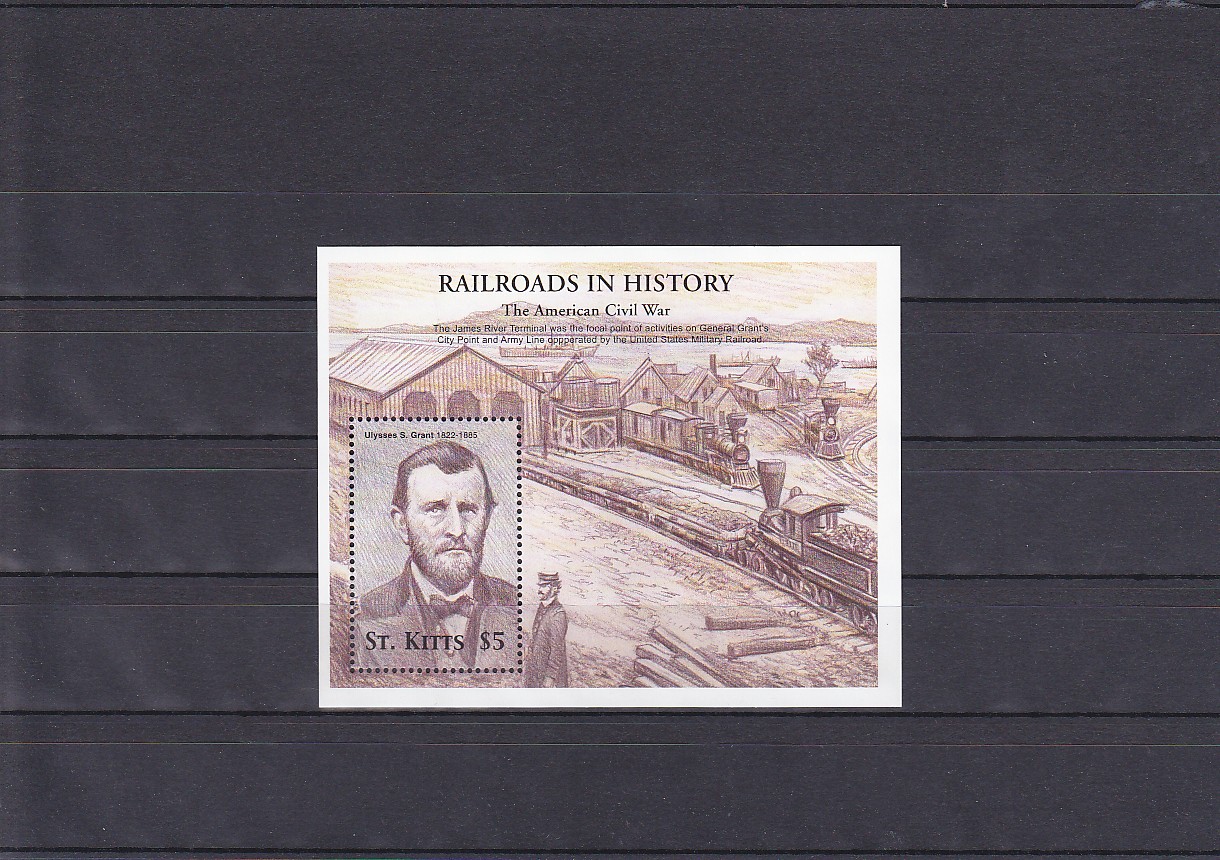 RAILROADS IN HISTORY
The American Civil War
The James River Terminal was the focal point of activities on General Grant's
City Point and Army Line oopperated by the United States Military Railroad.
Ulysses S. Grant 1822-1885
ST. KITTS $5